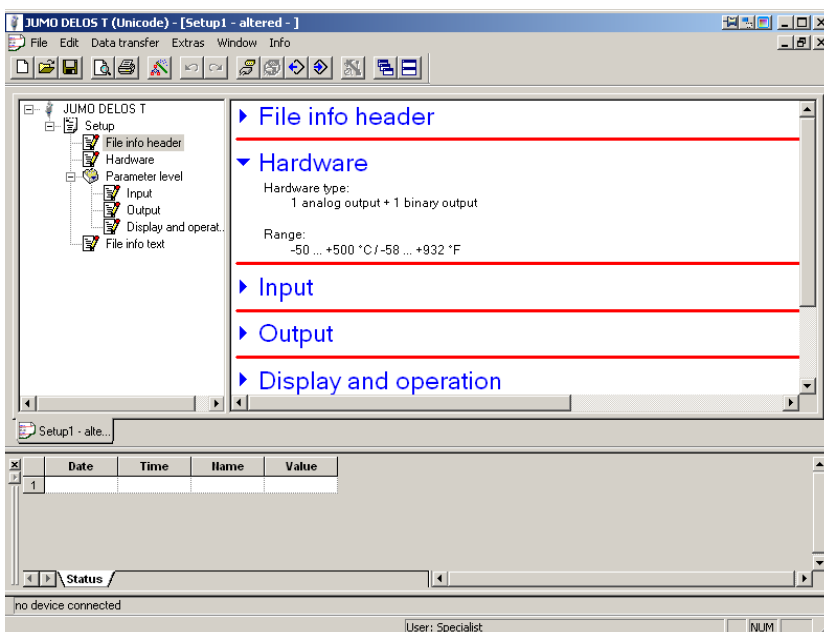 JUMO DELOS T (Unicode) - [Setup1 - altered - ]
File Edit Data transfer Extras Window Info
JUMO DELOS T
Setup
File info header
Hardware
Parameter level
Input
Output
Display and operat..
File info text
File info header
Hardware
Hardware type:
1 analog output + 1 binary output
Range:
-50 ... +500 °C / -58 ... +932 °F
Input
Output
Display and operation
Setup1 - alte...
Date Time Name Value
1
Status
no device connected
User: Specialist NUM